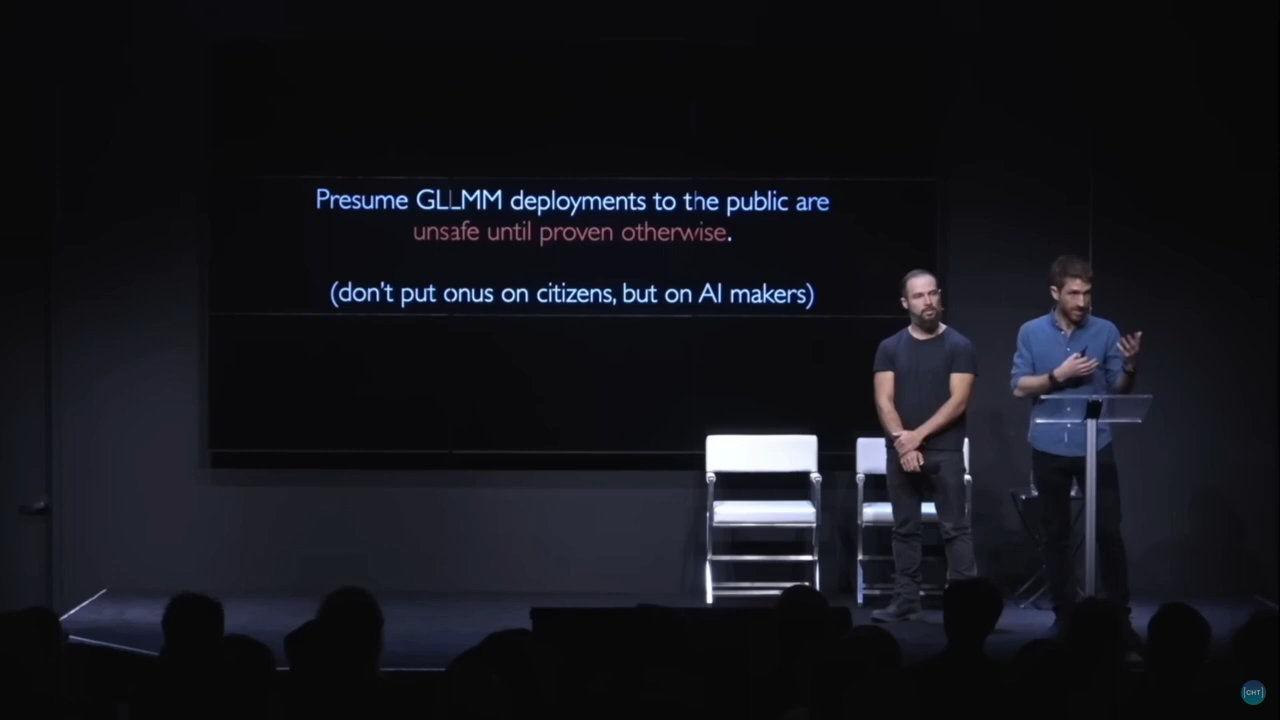 Presume GLLMM deployments to the public are
unsafe until proven otherwise.
(don't put onus on citizens, but on AI makers)
[CHT]